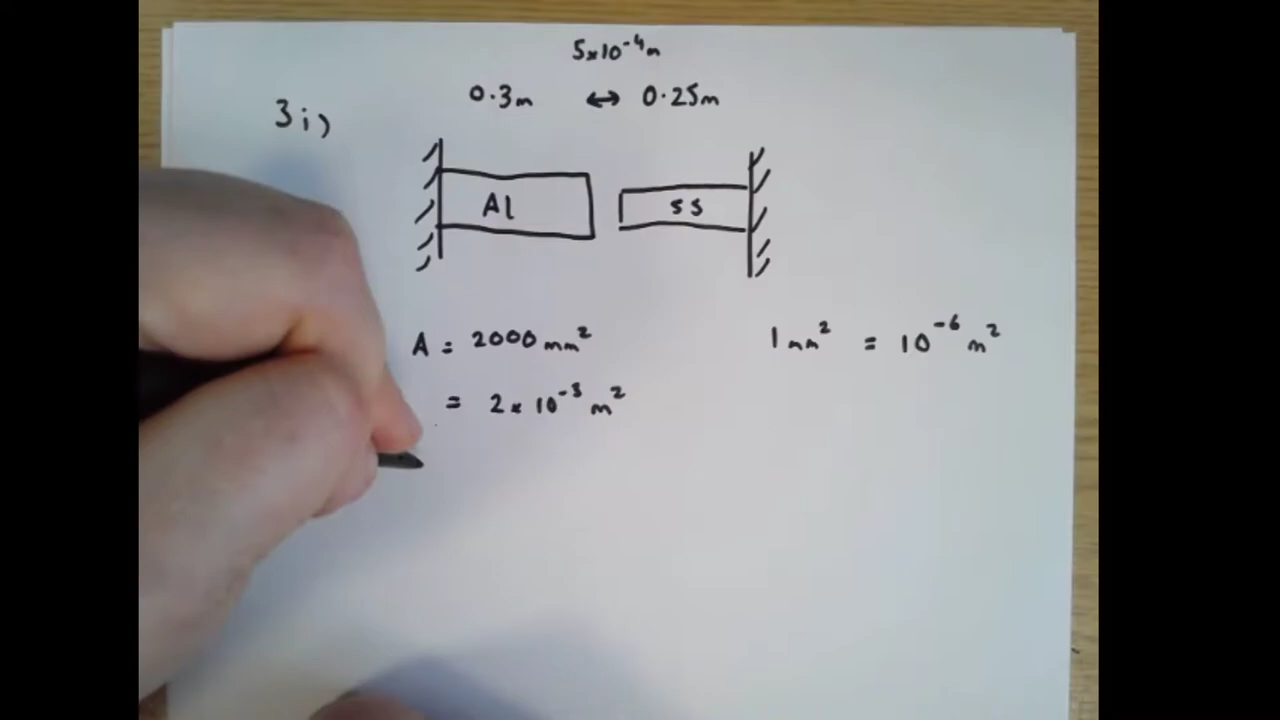 5×10⁻⁴m
0.3m ↔ 0.25m
3i)
Al ss
A = 2000 mm² 1 mm² = 10⁻⁶ m²
= 2 × 10⁻³ m²